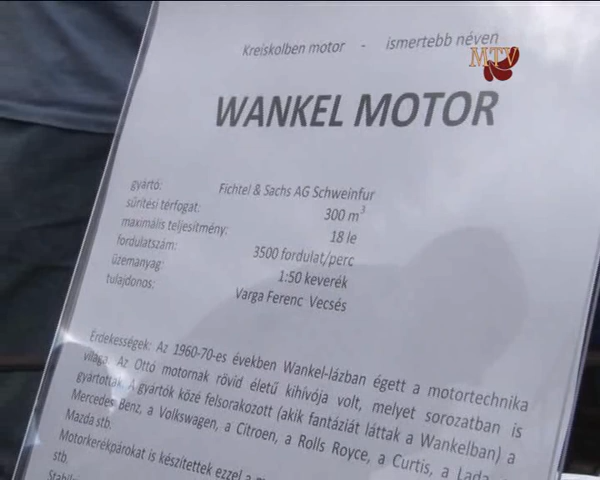 Kreiskolben motor - ismertebb néven
MTV
WANKEL MOTOR
gyártó: Fichtel & Sachs AG Schweinfur
sűrítési térfogat: 300 m³
maximális teljesítmény: 18 le
fordulatszám: 3500 fordulat/perc
üzemanyag: 1:50 keverék
tulajdonos: Varga Ferenc Vecsés
Érdekességek: Az 1960-70-es években Wankel-lázban égett a motortechnika
világa. Az Ottó motornak rövid életű kihívója volt, melyet sorozatban is
gyártottak. A gyártók közé felsorakozott (akik fantáziát láttak a Wankelban) a
Mercedes Benz, a Volkswagen, a Citroen, a Rolls Royce, a Curtis, a Lada
Mazda stb.
Motorkerékpárokat is készítettek ezzel a
stb.